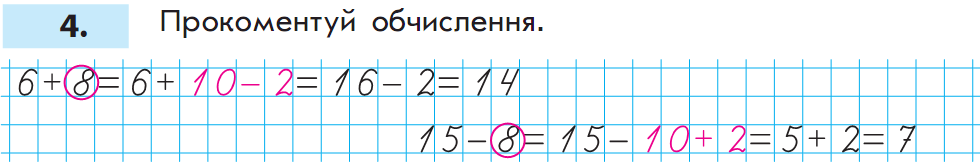 4. Прокоментуй обчислення.
6+8=6+10-2=16-2=14
15-8=15-10+2=5+2=7